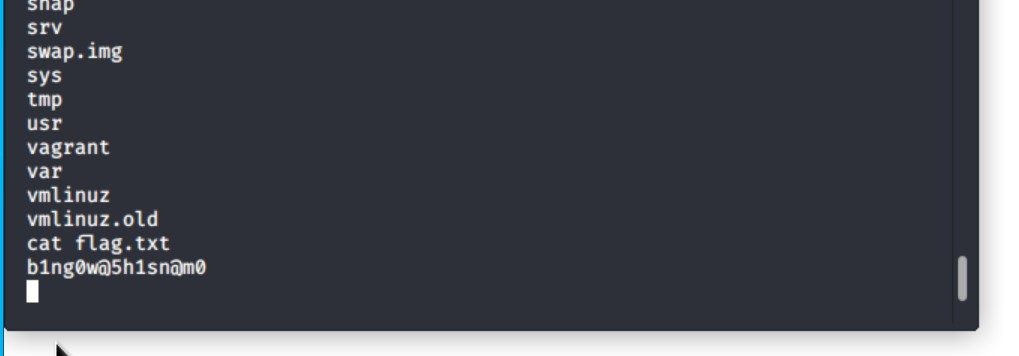 snap
srv
swap.img
sys
tmp
usr
vagrant
var
vmlinuz
vmlinuz.old
cat flag.txt
b1ng0w@5h1sn@m0